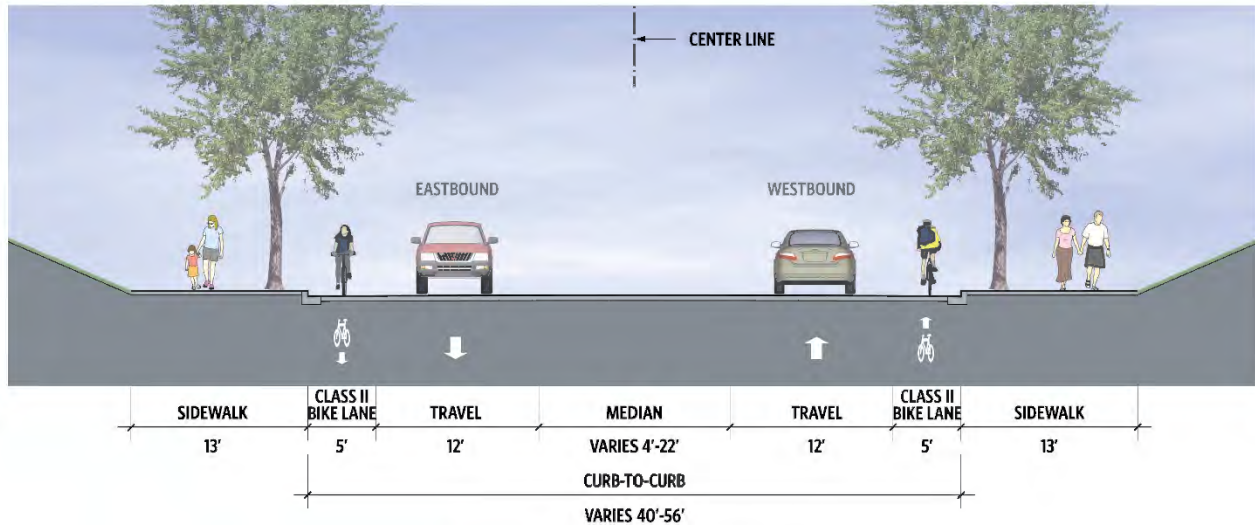 CENTER LINE
EASTBOUND
WESTBOUND
SIDEWALK
CLASS II
BIKE LANE
TRAVEL
MEDIAN
TRAVEL
CLASS II
BIKE LANE
SIDEWALK
13'
5'
12'
VARIES 4'-22'
12'
5'
13'
CURB-TO-CURB
VARIES 40'-56'